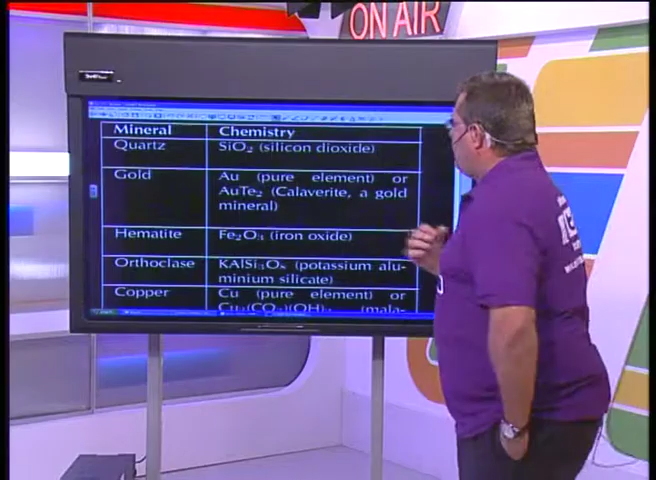 ON AIR
Mineral Chemistry
Quartz SiO₂ (silicon dioxide)
Gold Au (pure element) or
AuTe₂ (Calaverite, a gold
mineral)
Hematite Fe₂O₃ (iron oxide)
Orthoclase KAlSi₃O₈ (potassium alu-
minium silicate)
Copper Cu (pure element) or